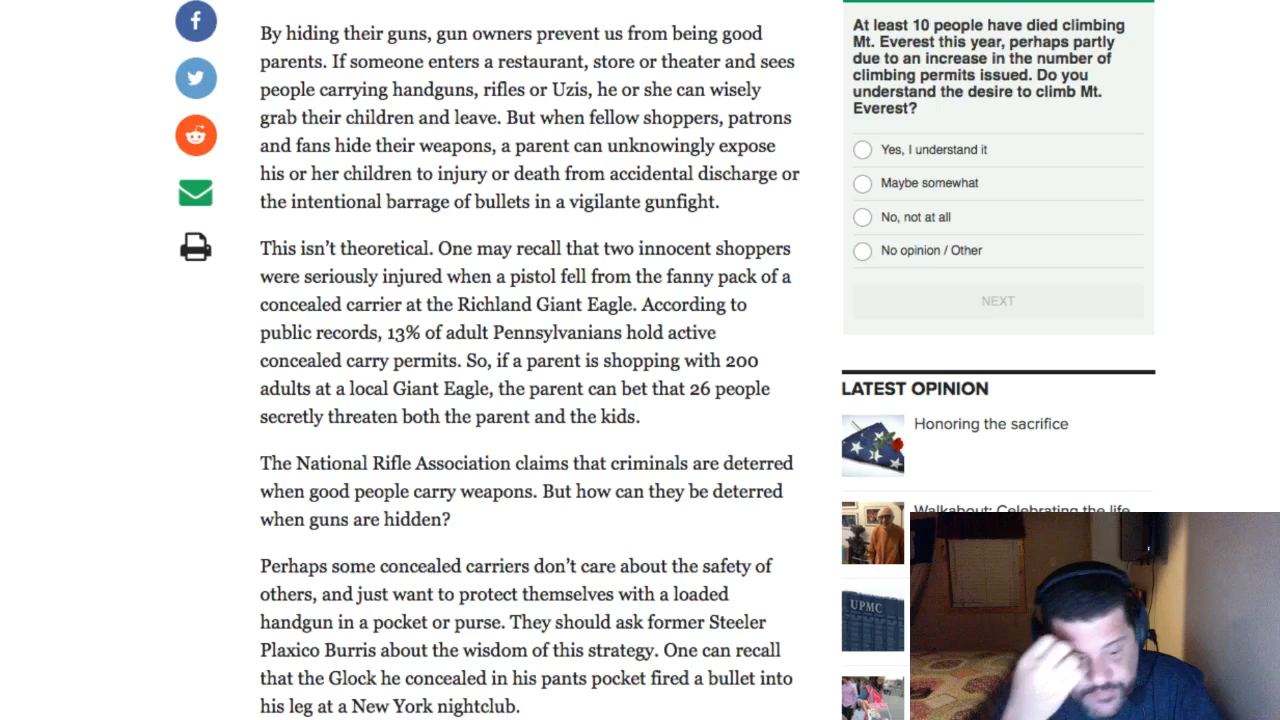 By hiding their guns, gun owners prevent us from being good
parents. If someone enters a restaurant, store or theater and sees
people carrying handguns, rifles or Uzis, he or she can wisely
grab their children and leave. But when fellow shoppers, patrons
and fans hide their weapons, a parent can unknowingly expose
his or her children to injury or death from accidental discharge or
the intentional barrage of bullets in a vigilante gunfight.
This isn’t theoretical. One may recall that two innocent shoppers
were seriously injured when a pistol fell from the fanny pack of a
concealed carrier at the Richland Giant Eagle. According to
public records, 13% of adult Pennsylvanians hold active
concealed carry permits. So, if a parent is shopping with 200
adults at a local Giant Eagle, the parent can bet that 26 people
secretly threaten both the parent and the kids.
The National Rifle Association claims that criminals are deterred
when good people carry weapons. But how can they be deterred
when guns are hidden?
Perhaps some concealed carriers don’t care about the safety of
others, and just want to protect themselves with a loaded
handgun in a pocket or purse. They should ask former Steeler
Plaxico Burris about the wisdom of this strategy. One can recall
that the Glock he concealed in his pants pocket fired a bullet into
his leg at a New York nightclub.
At least 10 people have died climbing
Mt. Everest this year, perhaps partly
due to an increase in the number of
climbing permits issued. Do you
understand the desire to climb Mt.
Everest?
Yes, I understand it
Maybe somewhat
No, not at all
No opinion / Other
NEXT
LATEST OPINION
Honoring the sacrifice
Walkabout: Celebrating the life
UPMC